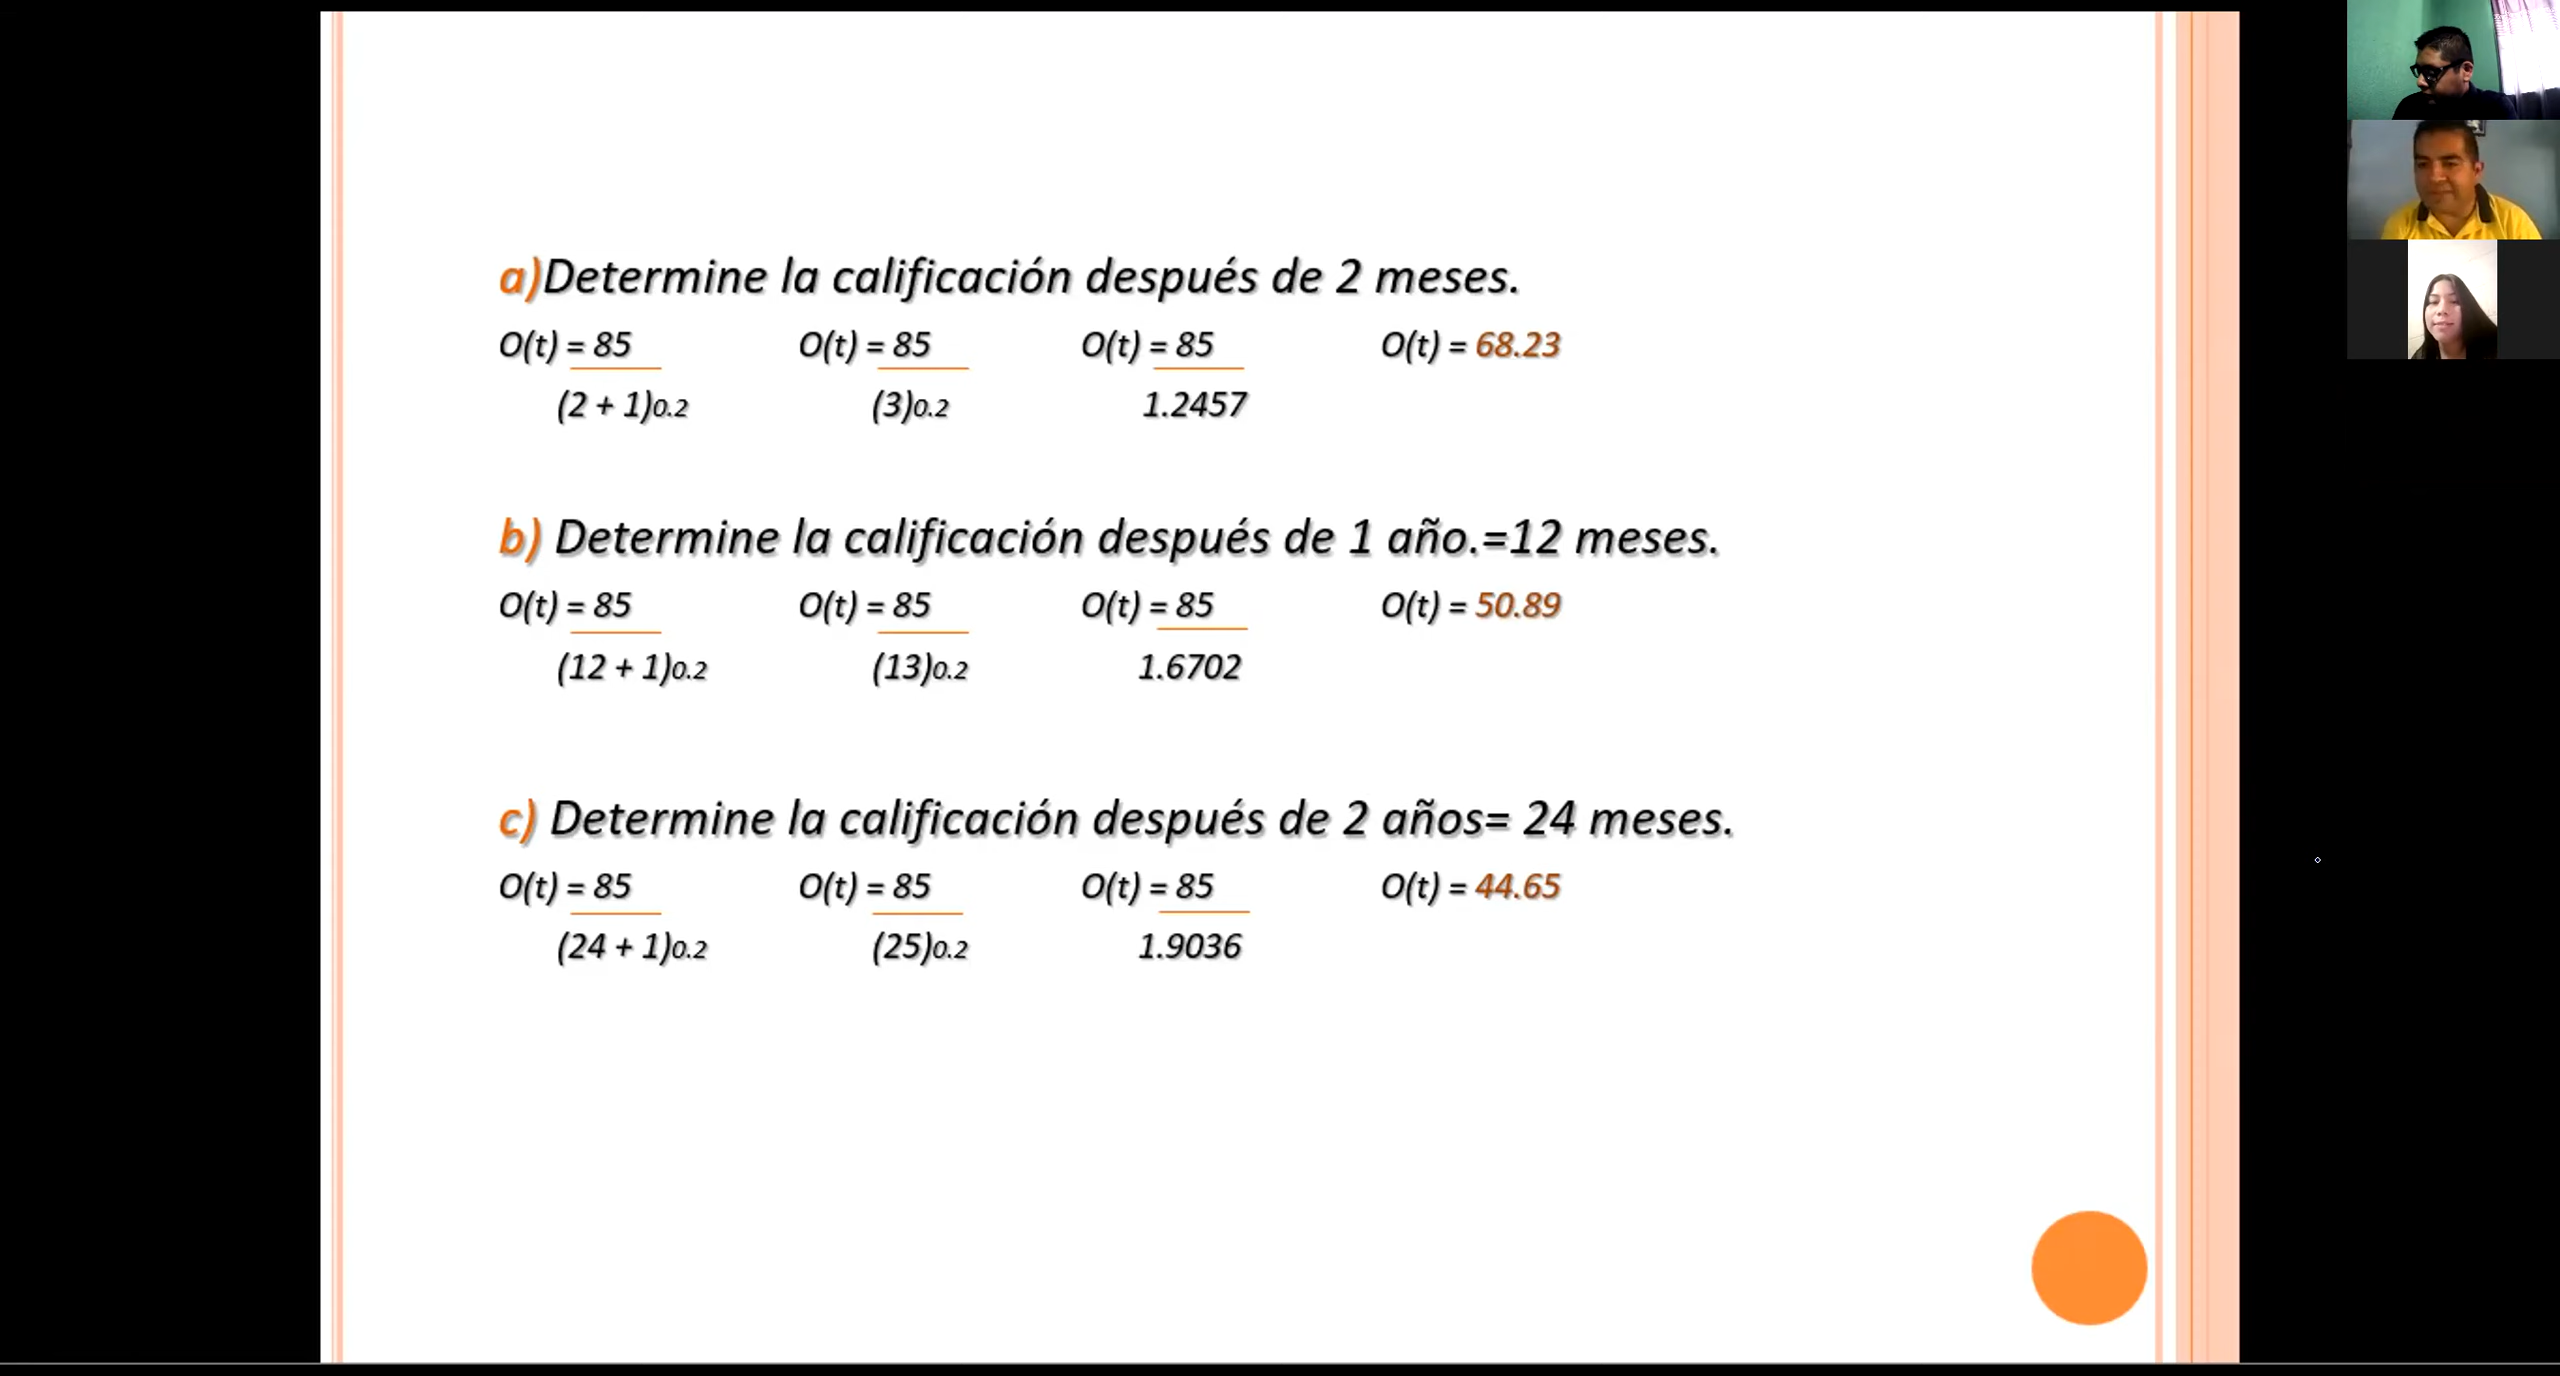 a)Determine la calificación después de 2 meses.
O(t) = 85 O(t) = 85 O(t) = 85 O(t) = 68.23
(2 + 1)0.2 (3)0.2 1.2457
b) Determine la calificación después de 1 año.=12 meses.
O(t) = 85 O(t) = 85 O(t) = 85 O(t) = 50.89
(12 + 1)0.2 (13)0.2 1.6702
c) Determine la calificación después de 2 años= 24 meses.
O(t) = 85 O(t) = 85 O(t) = 85 O(t) = 44.65
(24 + 1)0.2 (25)0.2 1.9036